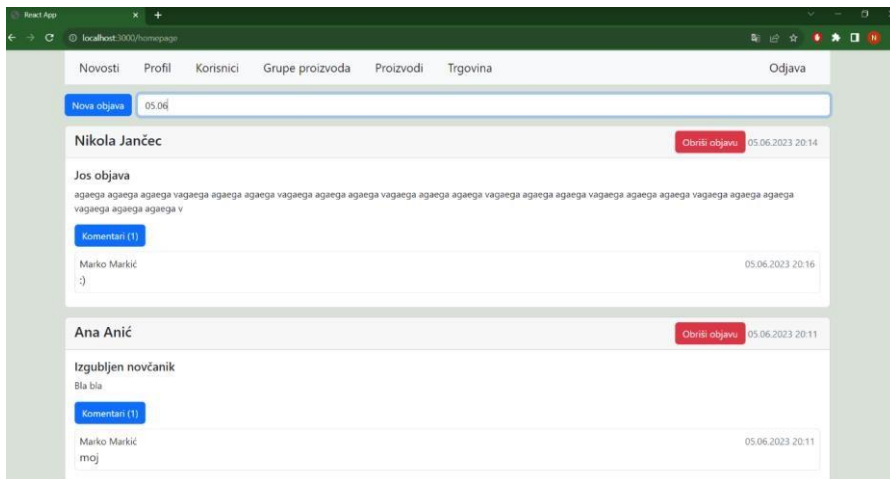 React App
localhost:3000/homepage
N
Novosti Profil Korisnici Grupe proizvoda Proizvodi Trgovina Odjava
Nova objava 05.06
Nikola Jančec Obriši objavu 05.06.2023 20:14
Jos objava
agaega agaega agaega vagaega agaega agaega vagaega agaega agaega vagaega agaega agaega vagaega agaega agaega vagaega agaega agaega vagaega agaega agaega
vagaega agaega agaega v
Komentari (1)
Marko Markić 05.06.2023 20:16
:)
Ana Anić Obriši objavu 05.06.2023 20:11
Izgubljen novčanik
Bla bla
Komentari (1)
Marko Markić 05.06.2023 20:11
moj